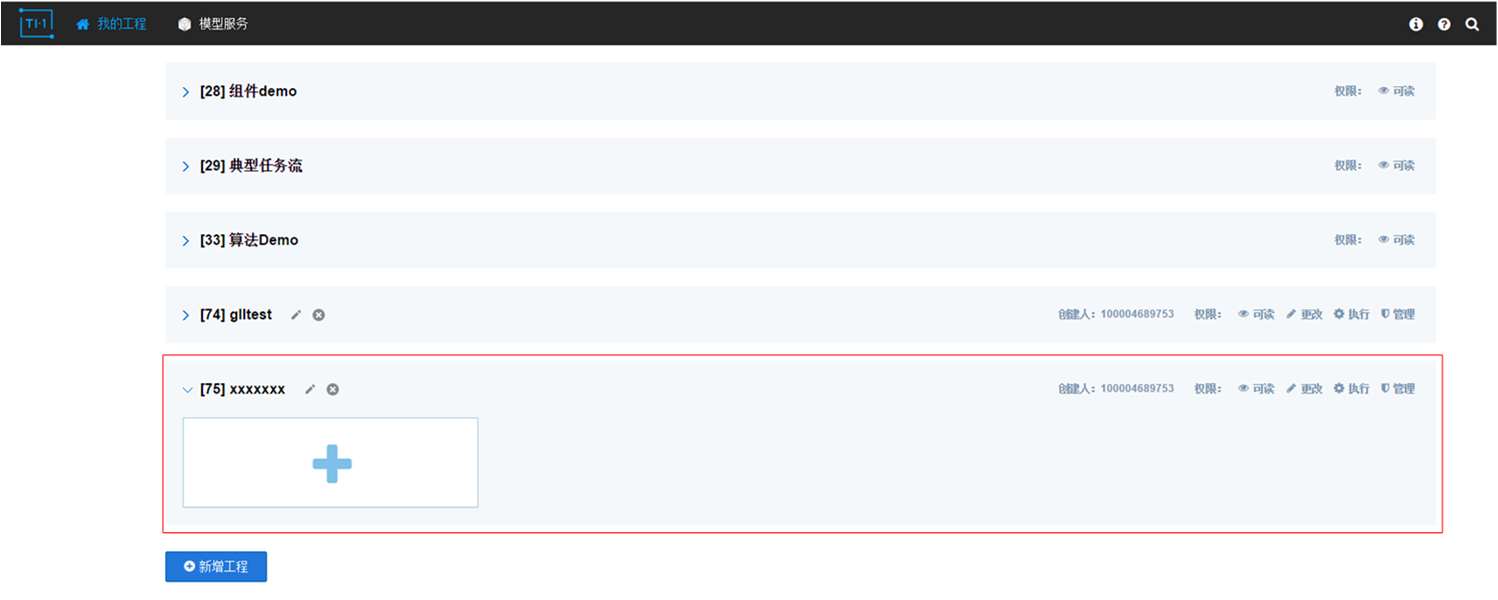 TI-1 我的工程 模型服务
[28] 组件demo 权限： 可读
[29] 典型任务流 权限： 可读
[33] 算法Demo 权限： 可读
[74] glltest 创建人：100004689753 权限： 可读 更改 执行 管理
[75] xxxxxxx 创建人：100004689753 权限： 可读 更改 执行 管理
新增工程